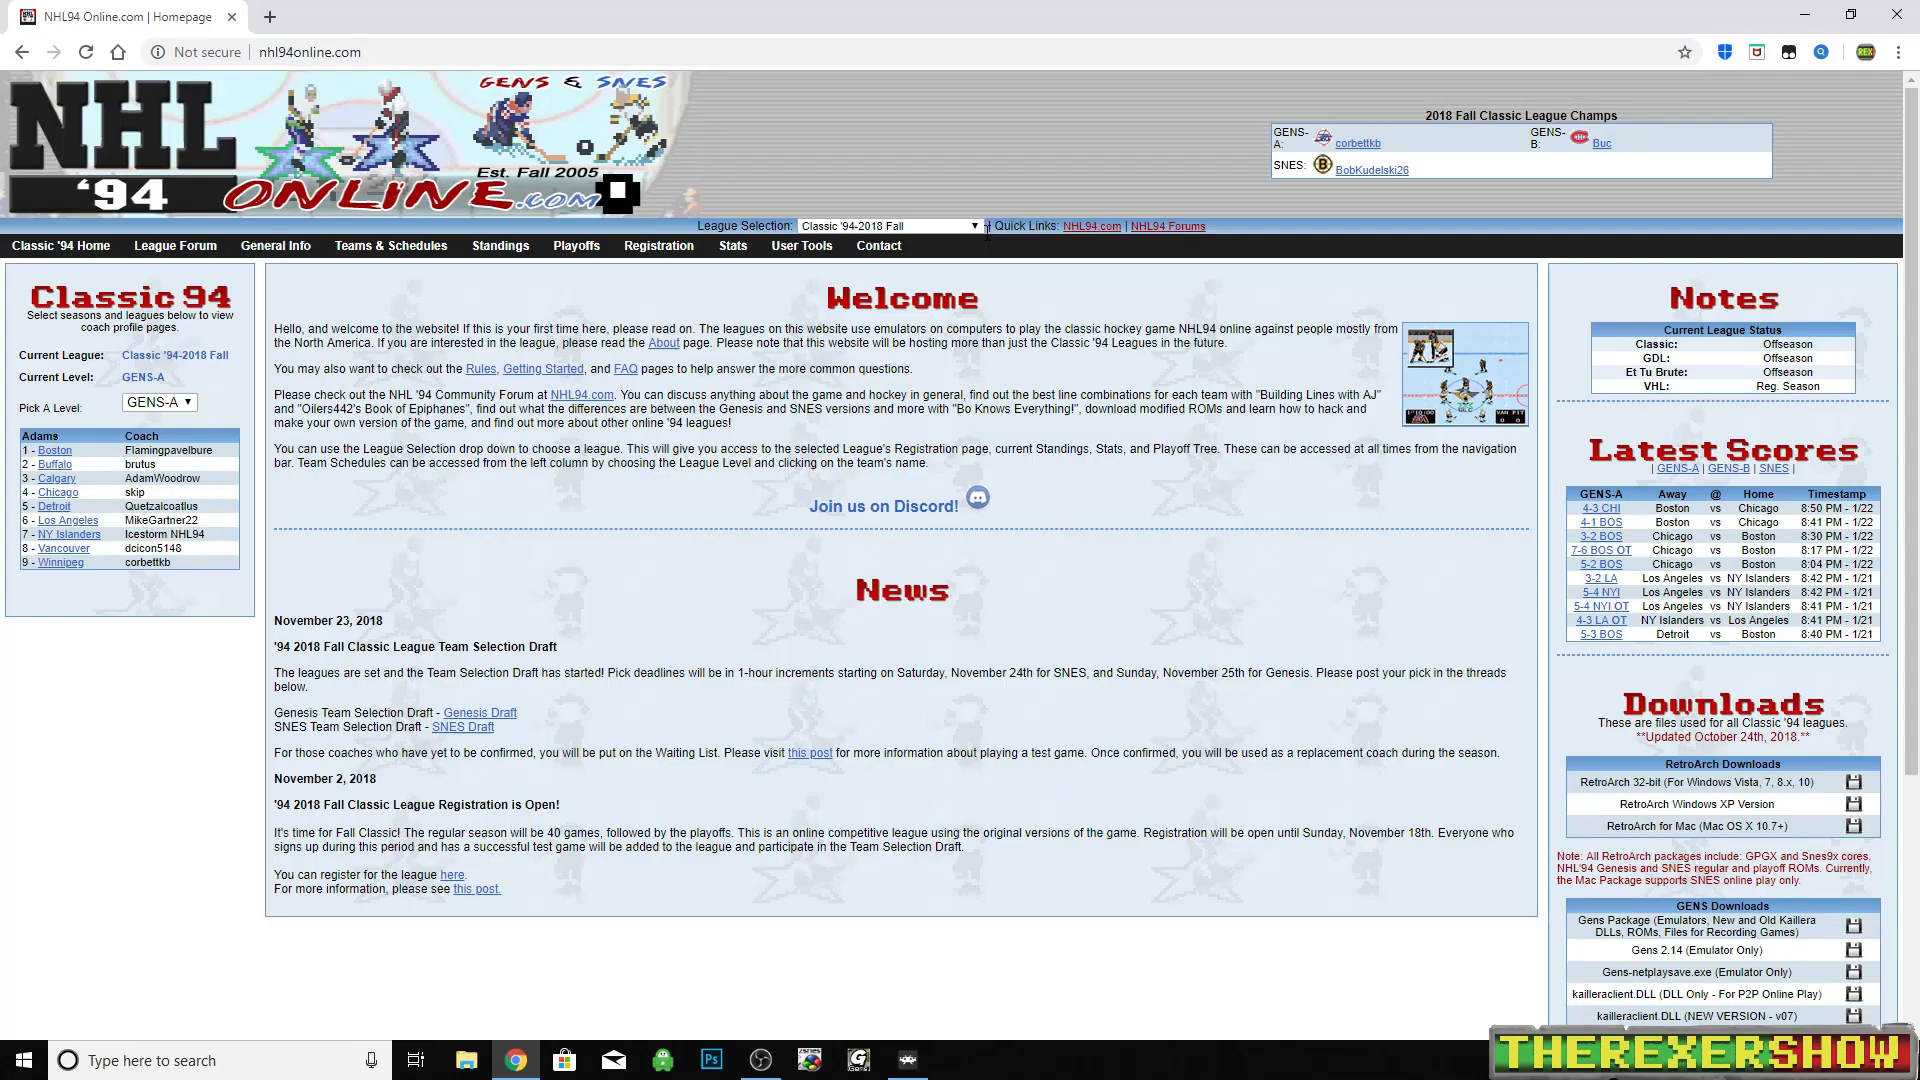 NHL94 Online.com | Homepage
Not secure | nhl94online.com
REX
NHL
'94
ONLINE.com
GENS & SNES
Est. Fall 2005
2018 Fall Classic League Champs
GENS-A: corbettkb GENS-B: Buc
SNES: BobKudelski26
League Selection: Classic '94-2018 Fall | Quick Links: NHL94.com | NHL94 Forums
Classic '94 Home League Forum General Info Teams & Schedules Standings Playoffs Registration Stats User Tools Contact
Classic 94
Select seasons and leagues below to view
coach profile pages.
Current League: Classic '94-2018 Fall
Current Level: GENS-A
Pick A Level: GENS-A
Adams Coach
1 - Boston Flamingpavelbure
2 - Buffalo brutus
3 - Calgary AdamWoodrow
4 - Chicago skip
5 - Detroit Quetzalcoatlus
6 - Los Angeles MikeGartner22
7 - NY Islanders Icestorm NHL94
8 - Vancouver dcicon5148
9 - Winnipeg corbettkb
Welcome
Hello, and welcome to the website! If this is your first time here, please read on. The leagues on this website use emulators on computers to play the classic hockey game NHL94 online against people mostly from
the North America. If you are interested in the league, please read the About page. Please note that this website will be hosting more than just the Classic '94 Leagues in the future.
You may also want to check out the Rules, Getting Started, and FAQ pages to help answer the more common questions.
Please check out the NHL '94 Community Forum at NHL94.com. You can discuss anything about the game and hockey in general, find out the best line combinations for each team with "Building Lines with AJ"
and "Oilers442's Book of Epiphanes", find out what the differences are between the Genesis and SNES versions and more with "Bo Knows Everything!", download modified ROMs and learn how to hack and
make your own version of the game, and find out more about other online '94 leagues!
You can use the League Selection drop down to choose a league. This will give you access to the selected League's Registration page, current Standings, Stats, and Playoff Tree. These can be accessed at all times from the navigation
bar. Team Schedules can be accessed from the left column by choosing the League Level and clicking on the team's name.
Join us on Discord!
News
November 23, 2018
'94 2018 Fall Classic League Team Selection Draft
The leagues are set and the Team Selection Draft has started! Pick deadlines will be in 1-hour increments starting on Saturday, November 24th for SNES, and Sunday, November 25th for Genesis. Please post your pick in the threads
below.
Genesis Team Selection Draft - Genesis Draft
SNES Team Selection Draft - SNES Draft
For those coaches who have yet to be confirmed, you will be put on the Waiting List. Please visit this post for more information about playing a test game. Once confirmed, you will be used as a replacement coach during the season.
November 2, 2018
'94 2018 Fall Classic League Registration is Open!
It's time for Fall Classic! The regular season will be 40 games, followed by the playoffs. This is an online competitive league using the original versions of the game. Registration will be open until Sunday, November 18th. Everyone who
signs up during this period and has a successful test game will be added to the league and participate in the Team Selection Draft.
You can register for the league here.
For more information, please see this post.
Notes
Current League Status
Classic: Offseason
GDL: Offseason
Et Tu Brute: Offseason
VHL: Reg. Season
Latest Scores
| GENS-A | GENS-B | SNES |
GENS-A Away @ Home Timestamp
4-3 CHI Boston vs Chicago 8:50 PM - 1/22
4-1 BOS Boston vs Chicago 8:41 PM - 1/22
3-2 BOS Chicago vs Boston 8:30 PM - 1/22
7-6 BOS OT Chicago vs Boston 8:17 PM - 1/22
5-2 BOS Chicago vs Boston 8:04 PM - 1/22
3-2 LA Los Angeles vs NY Islanders 8:42 PM - 1/21
5-4 NYI Los Angeles vs NY Islanders 8:42 PM - 1/21
5-4 NYI OT Los Angeles vs NY Islanders 8:41 PM - 1/21
4-3 LA OT NY Islanders vs Los Angeles 8:41 PM - 1/21
5-3 BOS Detroit vs Boston 8:40 PM - 1/21
Downloads
These are files used for all Classic '94 leagues.
**Updated October 24th, 2018.**
RetroArch Downloads
RetroArch 32-bit (For Windows Vista, 7, 8.x, 10)
RetroArch Windows XP Version
RetroArch for Mac (Mac OS X 10.7+)
Note: All RetroArch packages include: GPGX and Snes9x cores,
NHL'94 Genesis and SNES regular and playoff ROMs. Currently,
the Mac Package supports SNES online play only.
GENS Downloads
Gens Package (Emulators, New and Old Kaillera
DLLs, ROMs, Files for Recording Games)
Gens 2.14 (Emulator Only)
Gens-netplaysave.exe (Emulator Only)
kailleraclient.DLL (DLL Only - For P2P Online Play)
kailleraclient.DLL (NEW VERSION - v07)
Type here to search
Ps
THEREXERSHOW